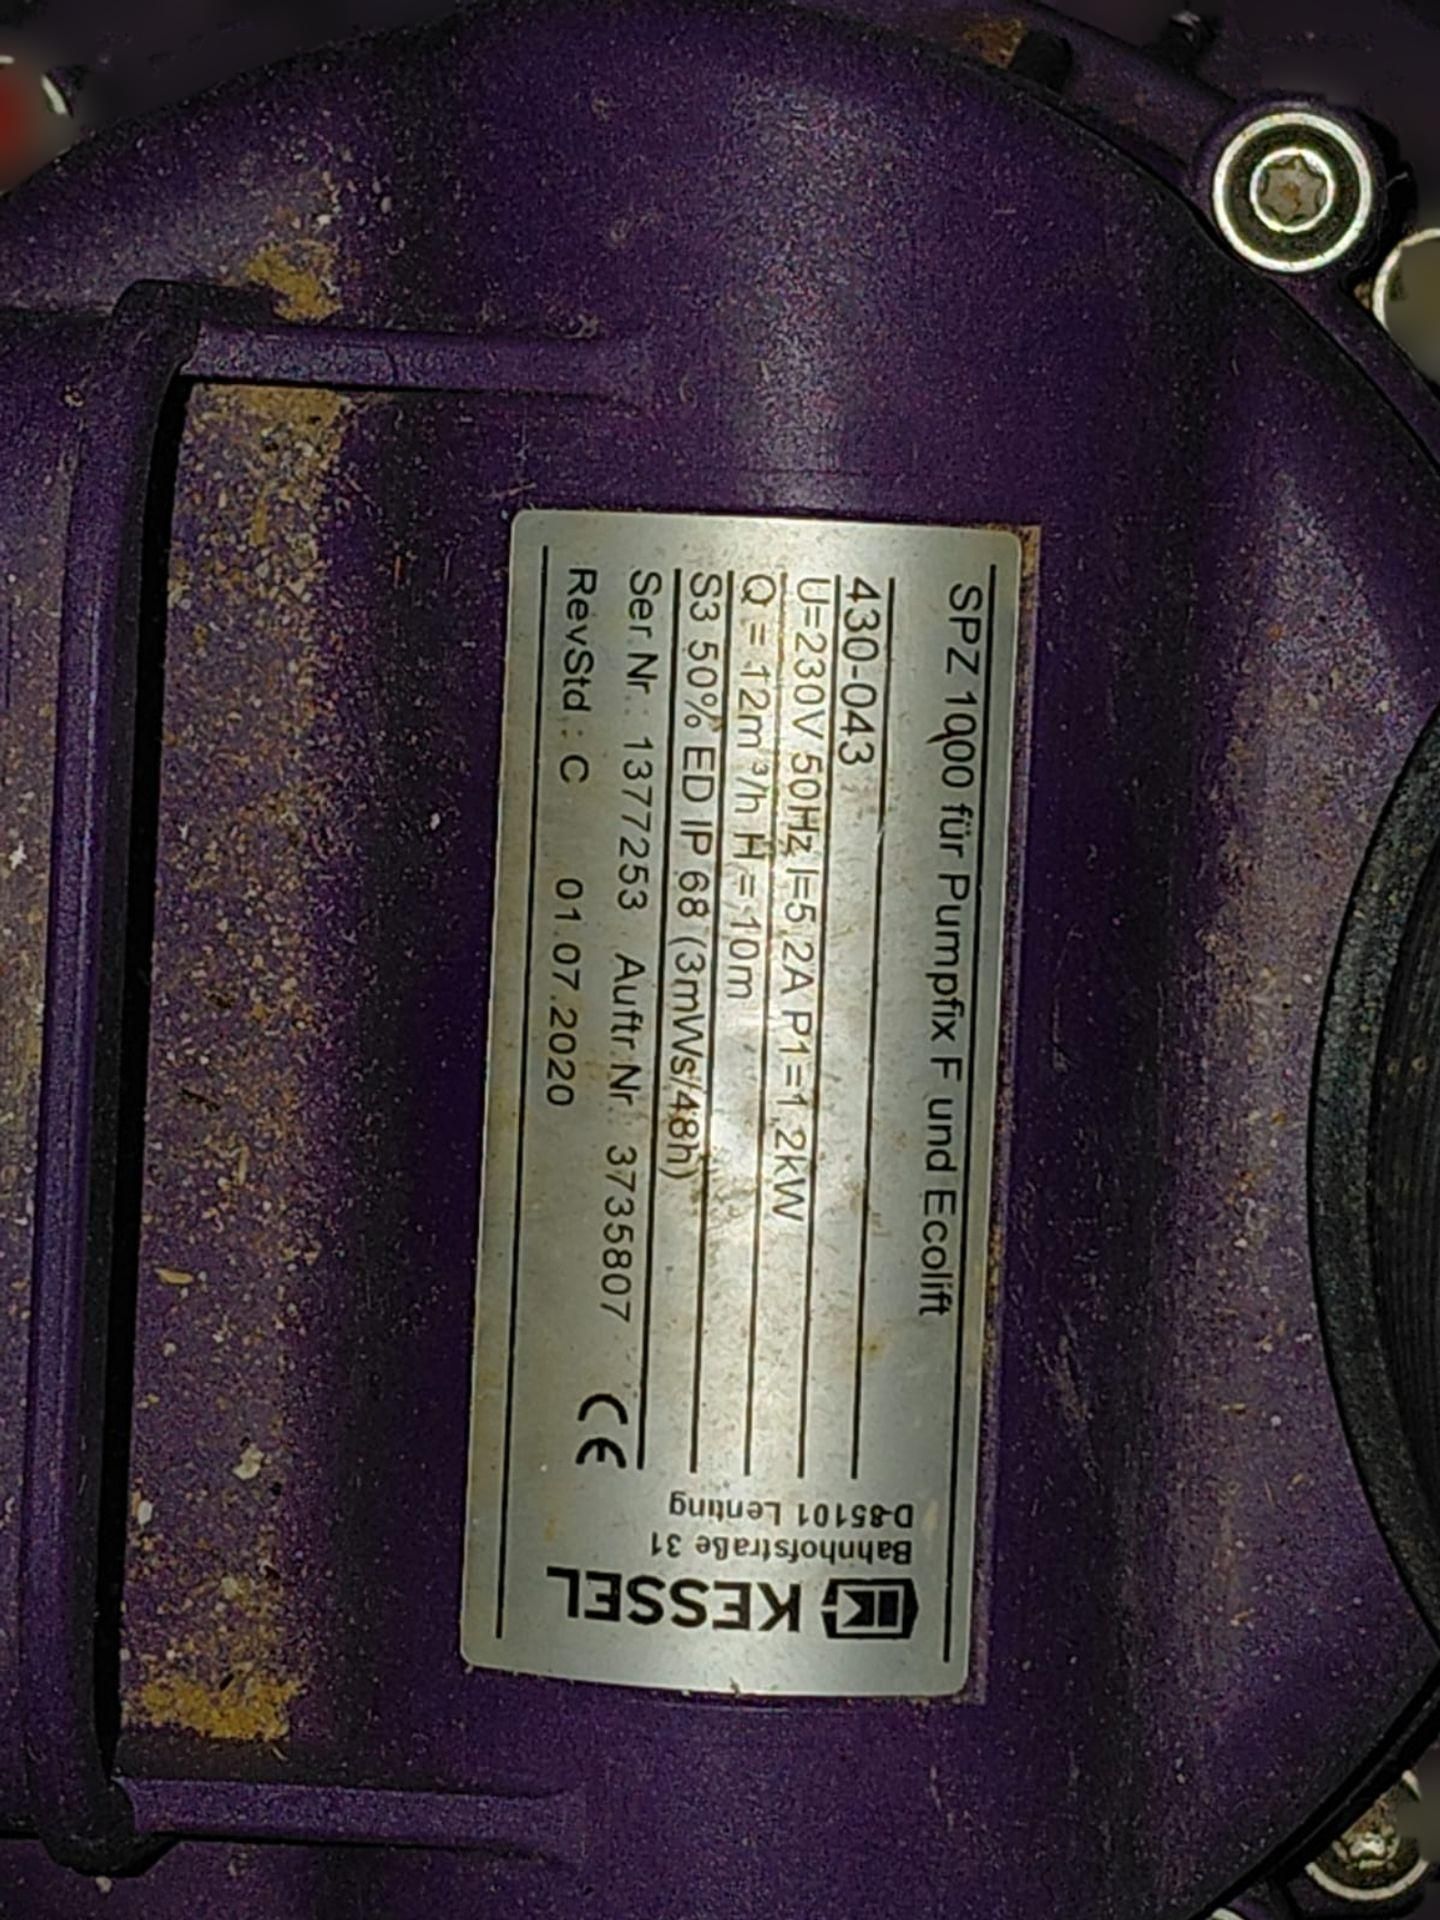 SPZ 1000 für Pumpfix F und Ecolift
430-043
U=230V 50Hz I=5,2A P1=1,2kW
Q = 12m³/h H = 10m
S3 50% ED IP 68 (3mWs/48h)
Ser.Nr.: 1377253 Auftr.Nr.: 3735807
RevStd.: C 01.07.2020
CE
KESSEL
Bahnhofstraße 31
D-85101 Lenting